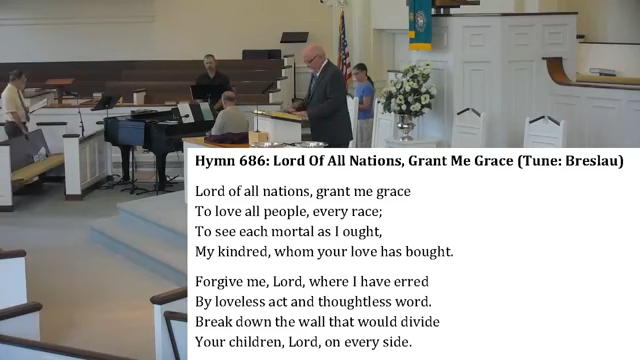 Hymn 686: Lord Of All Nations, Grant Me Grace (Tune: Breslau)
Lord of all nations, grant me grace
To love all people, every race;
To see each mortal as I ought,
My kindred, whom your love has bought.
Forgive me, Lord, where I have erred
By loveless act and thoughtless word.
Break down the wall that would divide
Your children, Lord, on every side.